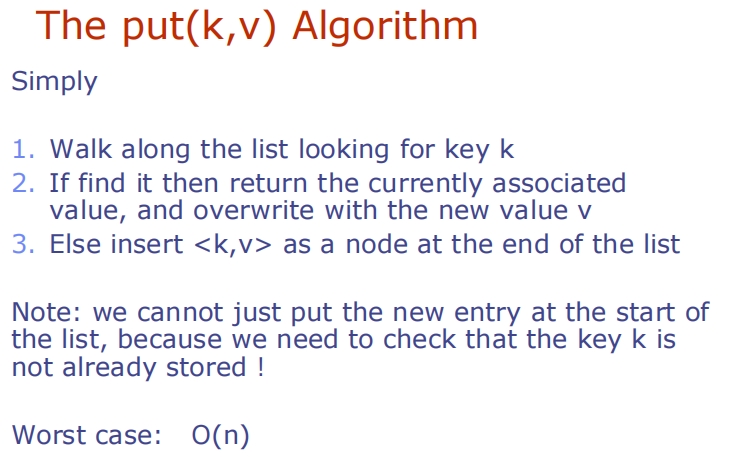 The put(k,v) Algorithm
Simply
1. Walk along the list looking for key k
2. If find it then return the currently associated
value, and overwrite with the new value v
3. Else insert <k,v> as a node at the end of the list
Note: we cannot just put the new entry at the start of
the list, because we need to check that the key k is
not already stored !
Worst case: O(n)